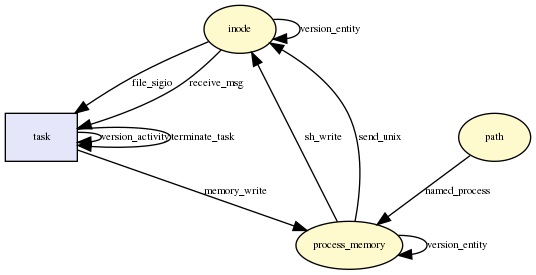 inode
version_entity
file_sigio
receive_msg
task
version_activity
terminate_task
sh_write
send_unix
path
memory_write
named_process
process_memory
version_entity